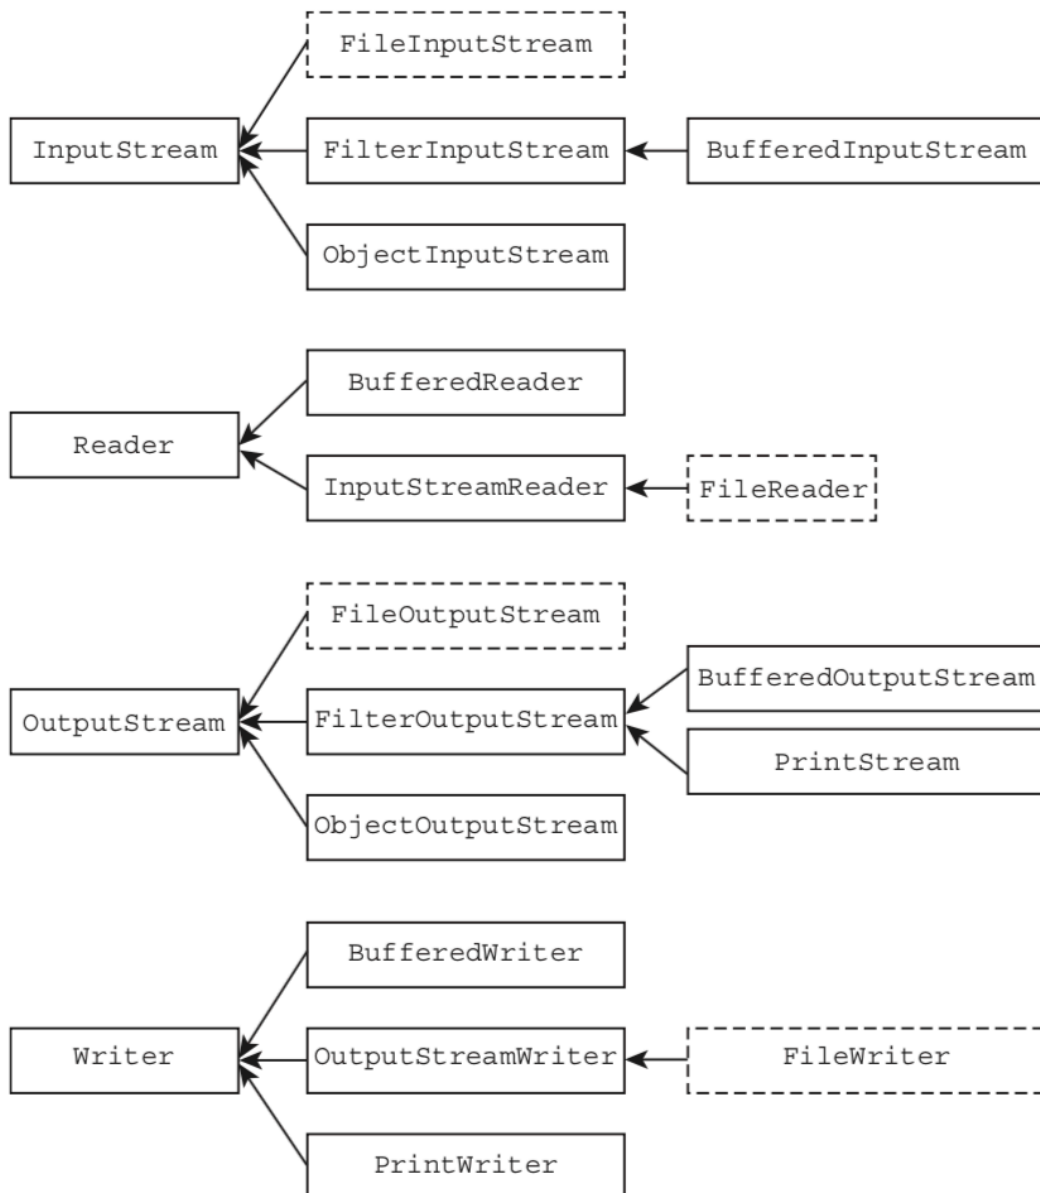 FileInputStream
InputStream
FilterInputStream
BufferedInputStream
ObjectInputStream
BufferedReader
Reader
InputStreamReader
FileReader
FileOutputStream
BufferedOutputStream
OutputStream
FilterOutputStream
PrintStream
ObjectOutputStream
BufferedWriter
Writer
OutputStreamWriter
FileWriter
PrintWriter